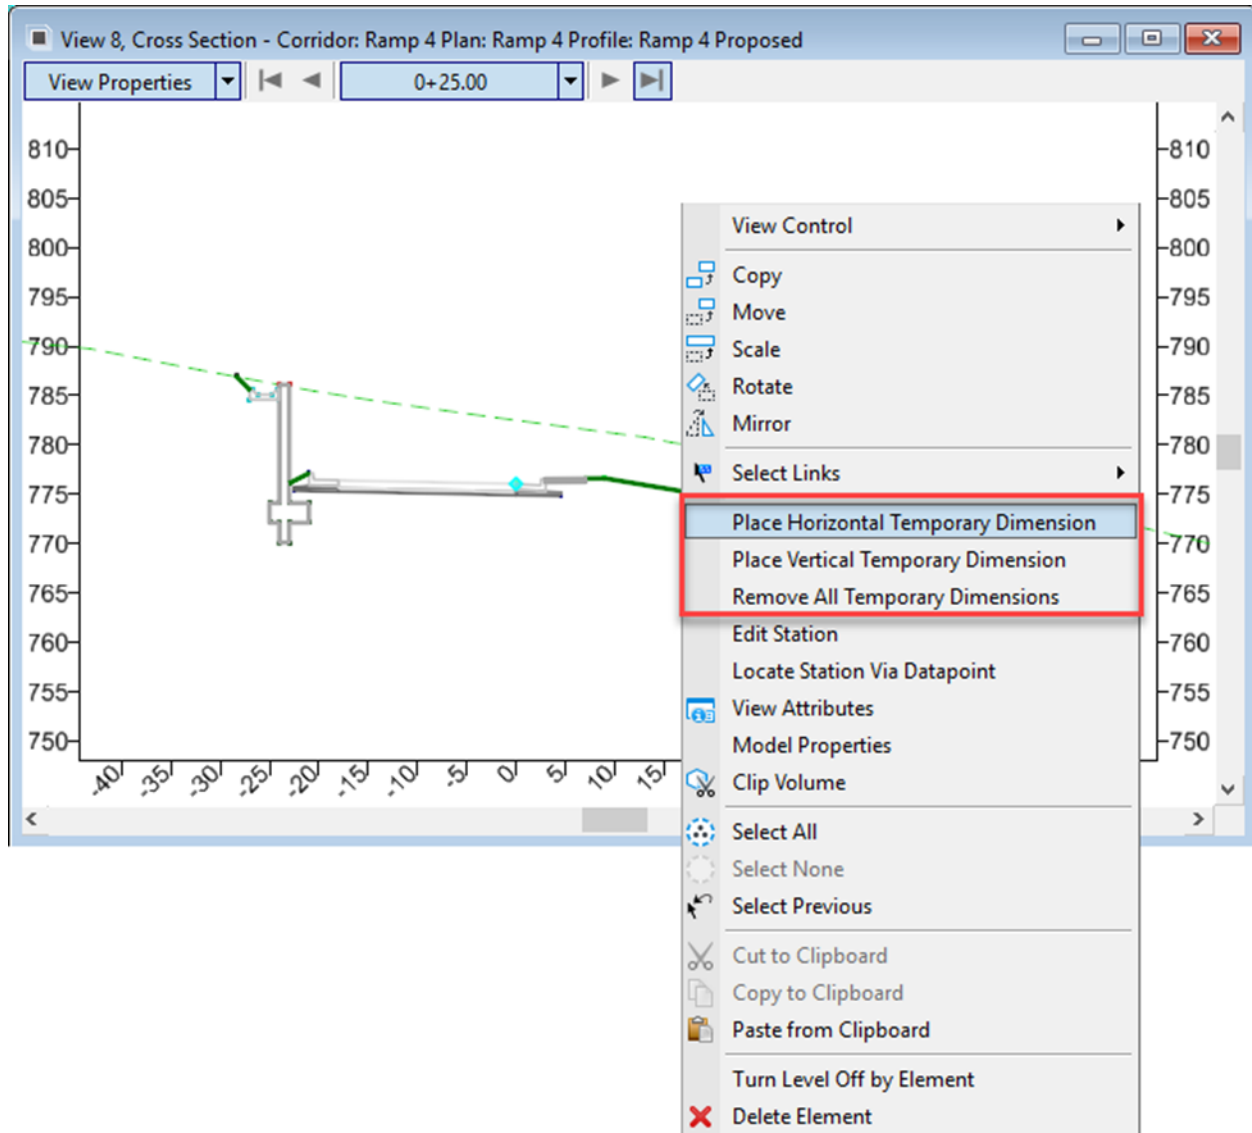 View 8, Cross Section - Corridor: Ramp 4 Plan: Ramp 4 Profile: Ramp 4 Proposed
View Properties 0+25.00
810 810
805 805
800 800
795 795
790 790
785 785
780 780
775 775
770 770
765 765
760 760
755 755
750 750
-40 -35 -30 -25 -20 -15 -10 -5 0 5 10 15
View Control
Copy
Move
Scale
Rotate
Mirror
Select Links
Place Horizontal Temporary Dimension
Place Vertical Temporary Dimension
Remove All Temporary Dimensions
Edit Station
Locate Station Via Datapoint
View Attributes
Model Properties
Clip Volume
Select All
Select None
Select Previous
Cut to Clipboard
Copy to Clipboard
Paste from Clipboard
Turn Level Off by Element
Delete Element